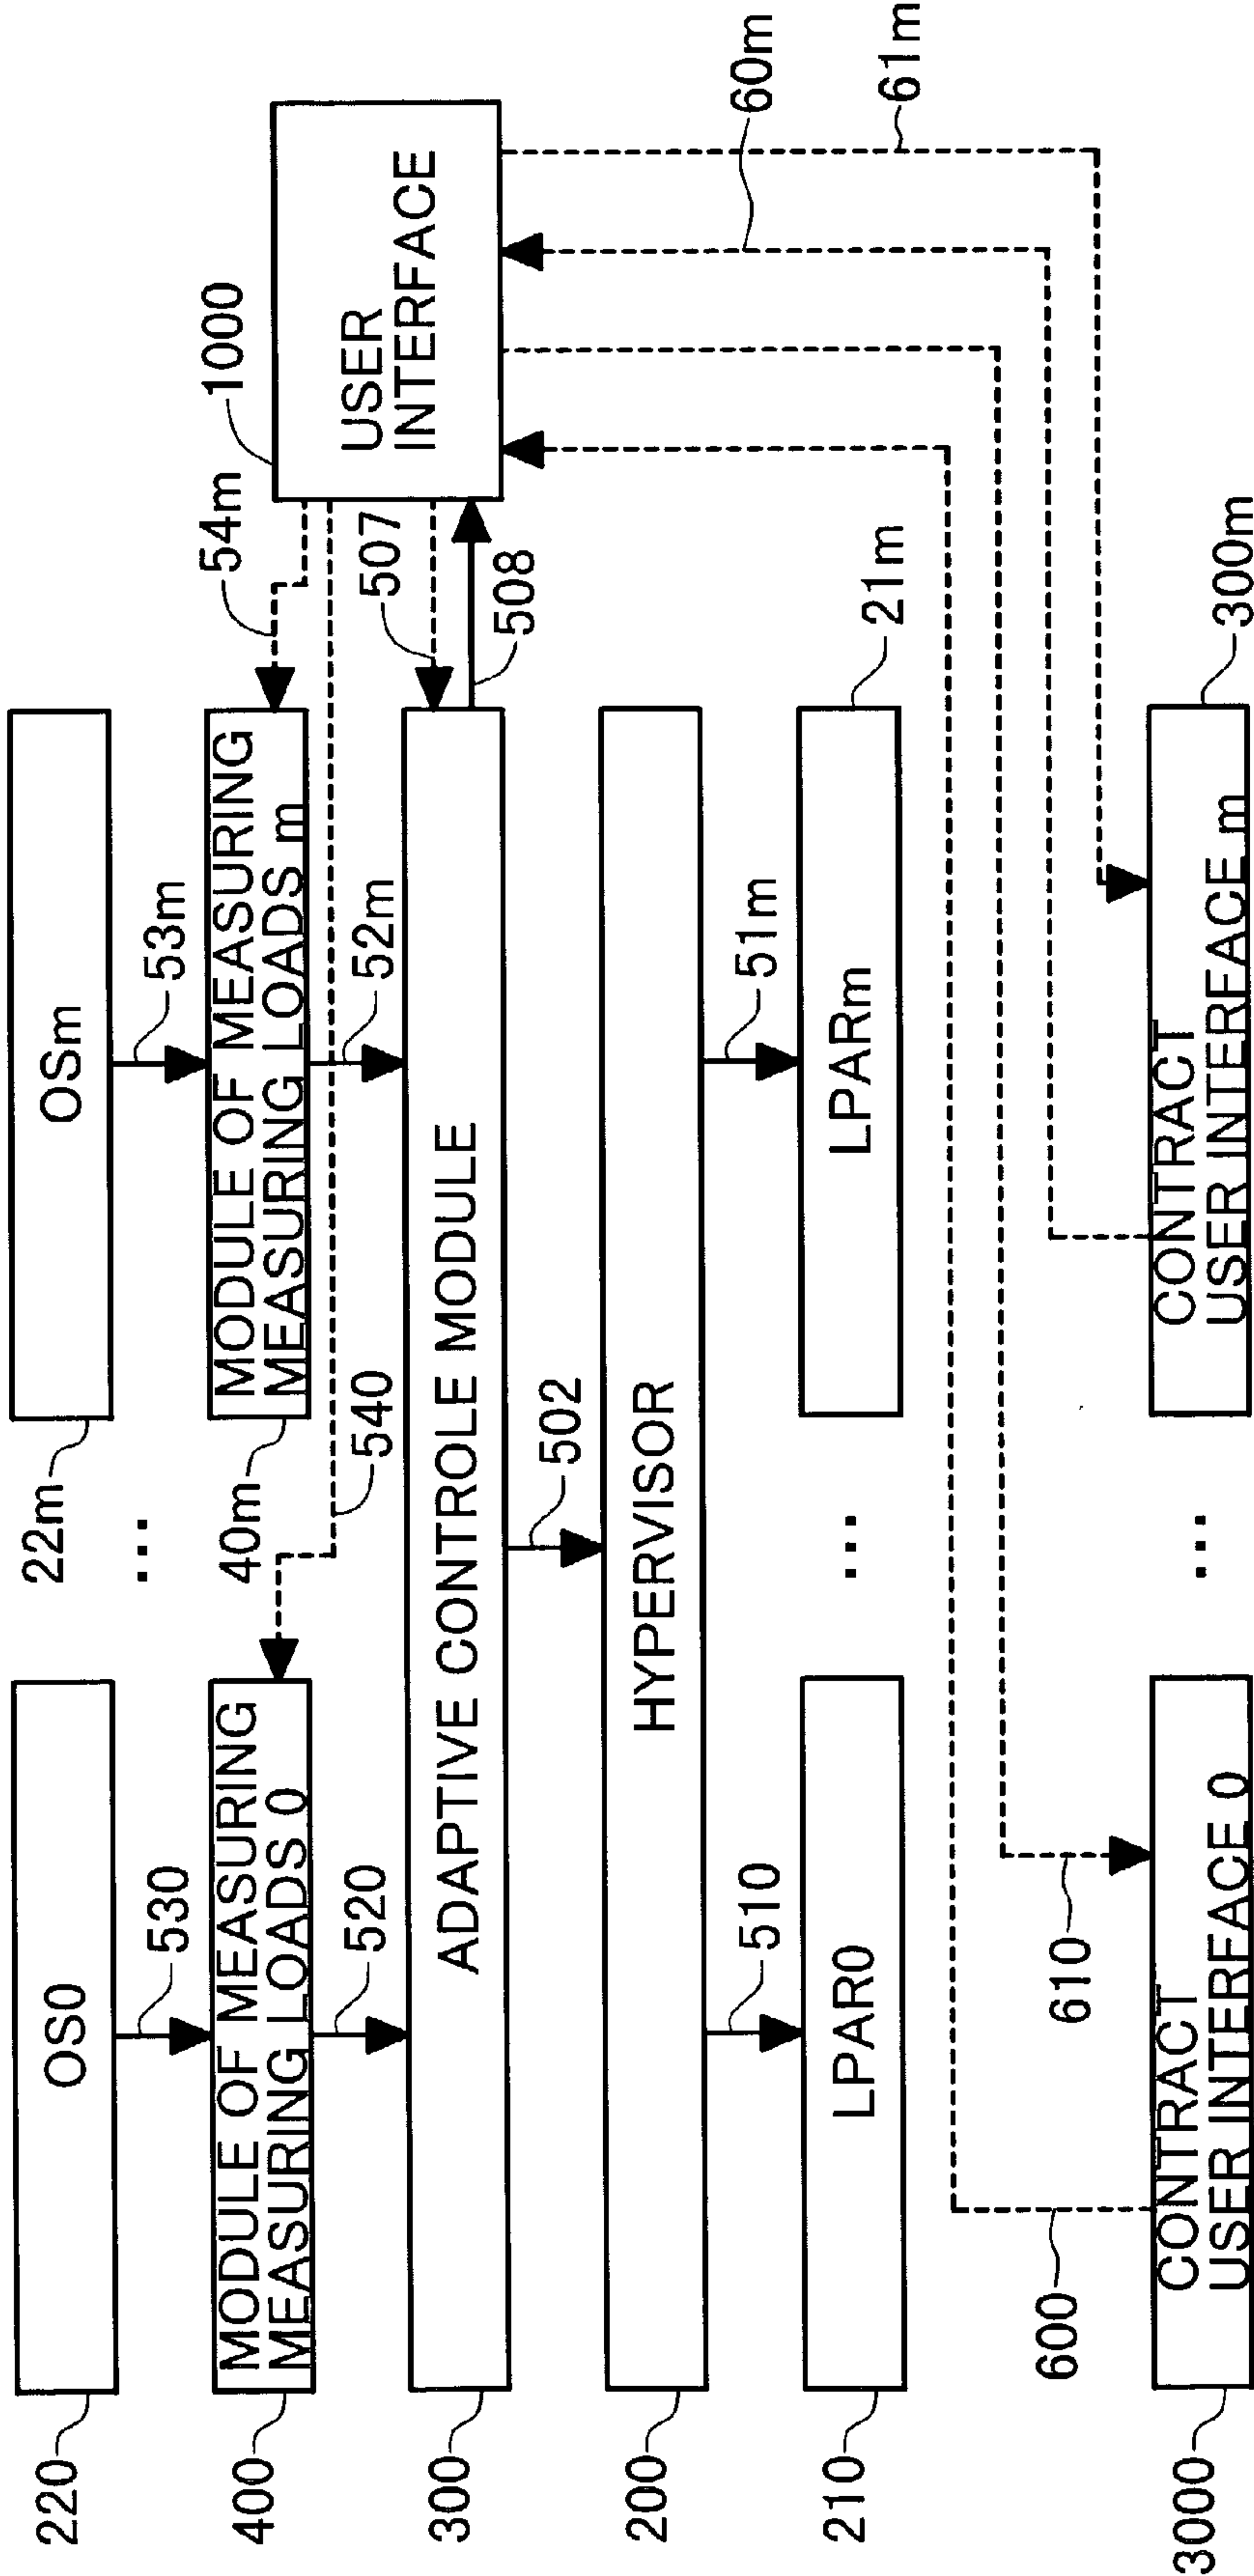 220
OS0
22m
OSm
...
530
53m
54m
1000
400
MODULE OF MEASURING
MEASURING LOADS 0
40m
MODULE OF MEASURING
MEASURING LOADS m
USER
INTERFACE
520
540
52m
507
508
300
ADAPTIVE CONTROLE MODULE
502
200
HYPERVISOR
510
51m
60m
210
LPAR0
...
LPARm
21m
61m
600
610
3000
CONTRACT
USER INTERFACE 0
...
CONTRACT
USER INTERFACE m
300m